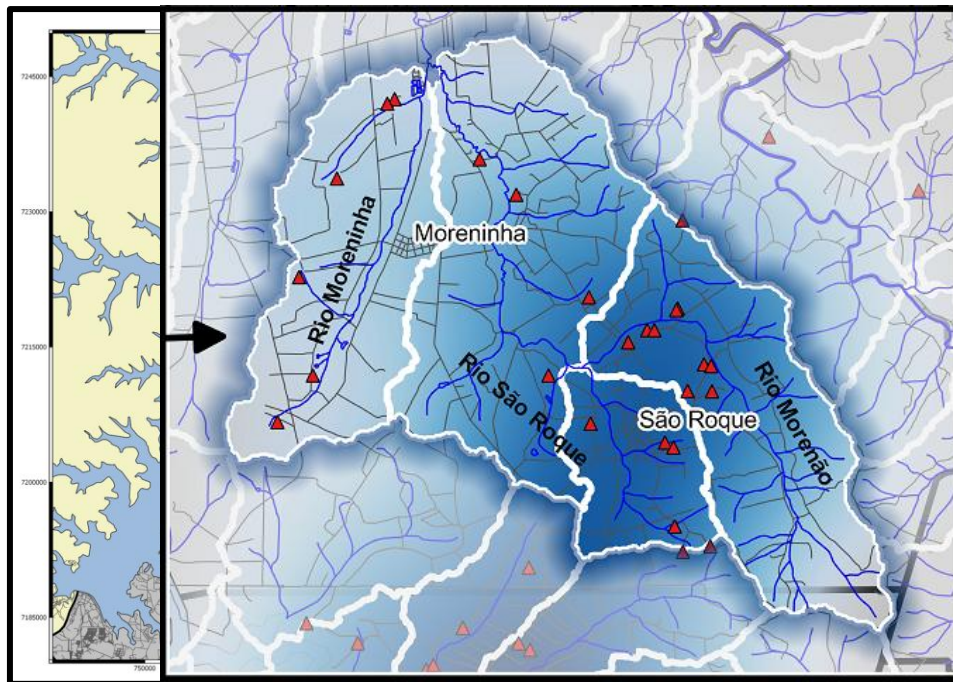 7245000
7230000
7215000
7200000
7185000
750000
Moreninha
Rio Moreninha
Rio São Roque
São Roque
Rio Morenão